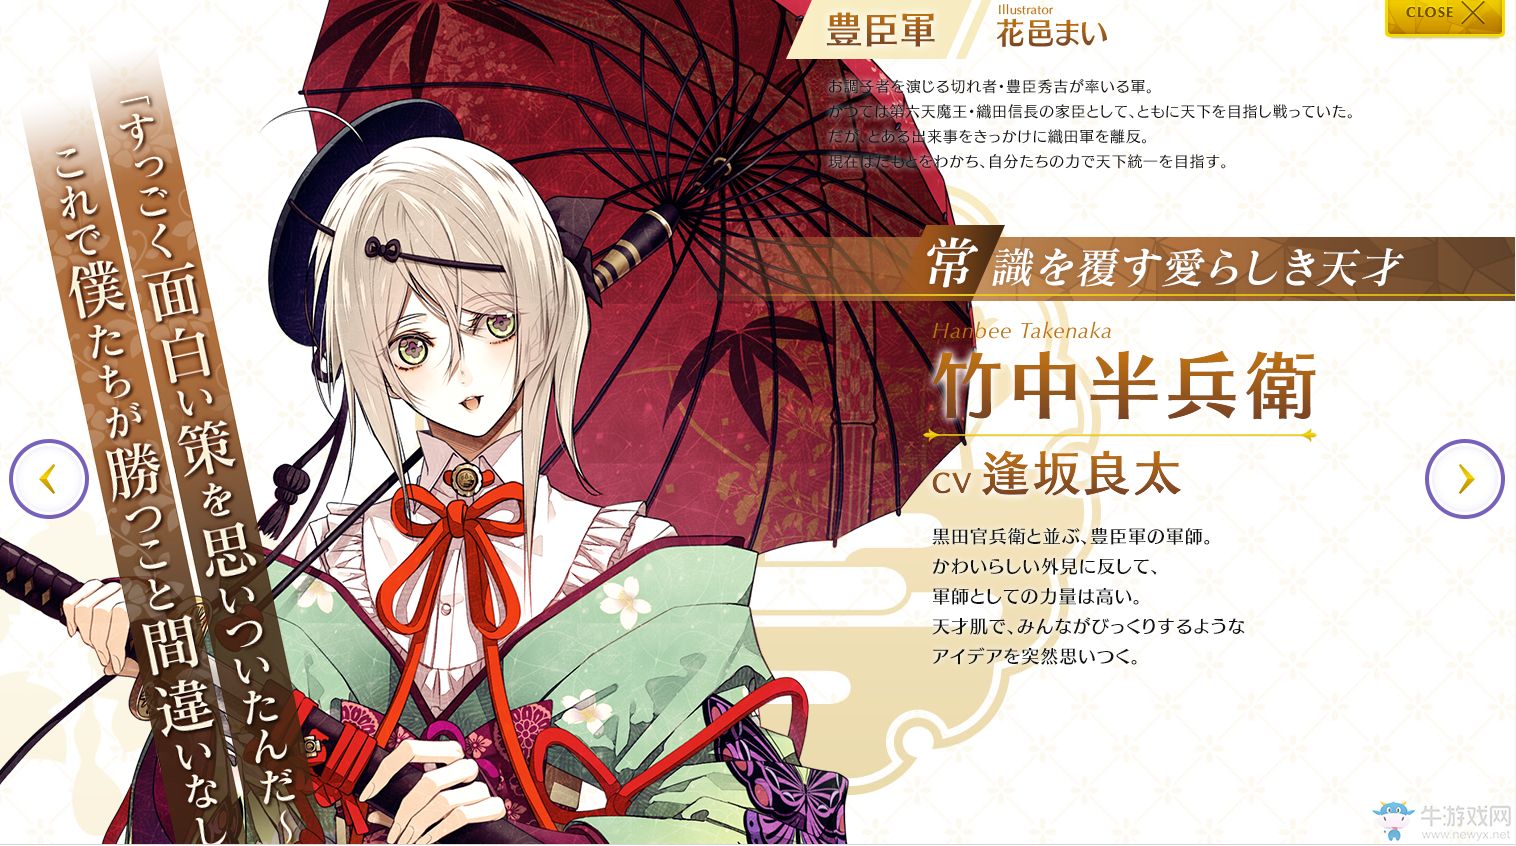 豊臣軍
Illustrator
花邑まい
CLOSE
お調子者を演じる切れ者・豊臣秀吉が率いる軍。
かつては第六天魔王・織田信長の家臣として、ともに天下を目指し戦っていた。
だが、とある出来事をきっかけに織田軍を離反。
現在はたもとをわかち、自分たちの力で天下統一を目指す。
常識を覆す愛らしき天才
Hanbee Takenaka
竹中半兵衛
CV 逢坂良太
黒田官兵衛と並ぶ、豊臣軍の軍師。
かわいらしい外見に反して、
軍師としての力量は高い。
天才肌で、みんながびっくりするような
アイデアを突然思いつく。
「すっごく面白い策を思いついたんだ～
これで僕たちが勝つこと間違いなし
牛游戏网
www.newyx.net